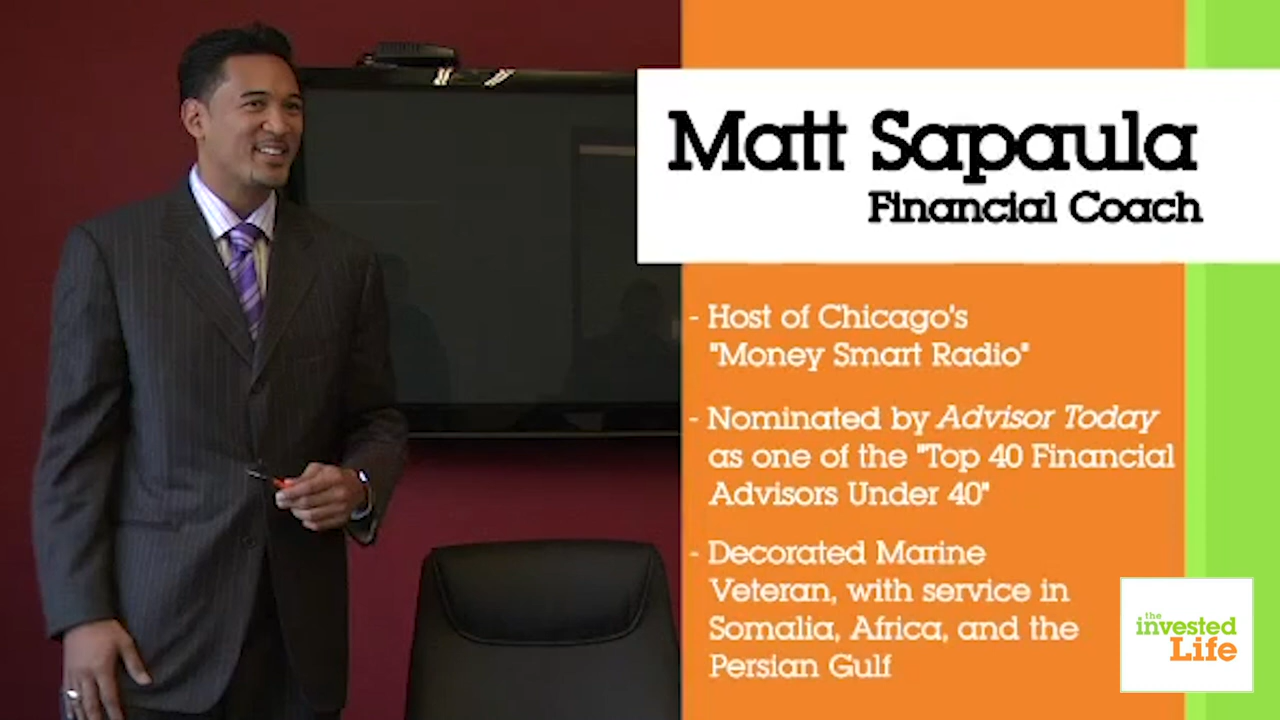 Matt Sapaula
Financial Coach
- Host of Chicago's
"Money Smart Radio"
- Nominated by Advisor Today
as one of the "Top 40 Financial
Advisors Under 40"
- Decorated Marine
Veteran, with service in
Somalia, Africa, and the
Persian Gulf
the
invested
Life